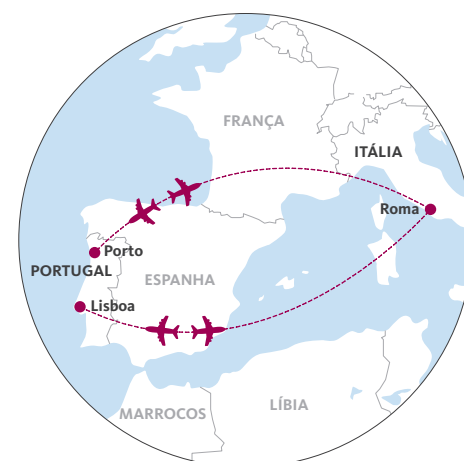 FRANÇA
ITÁLIA
Roma
Porto
PORTUGAL
ESPANHA
Lisboa
LÍBIA
MARROCOS